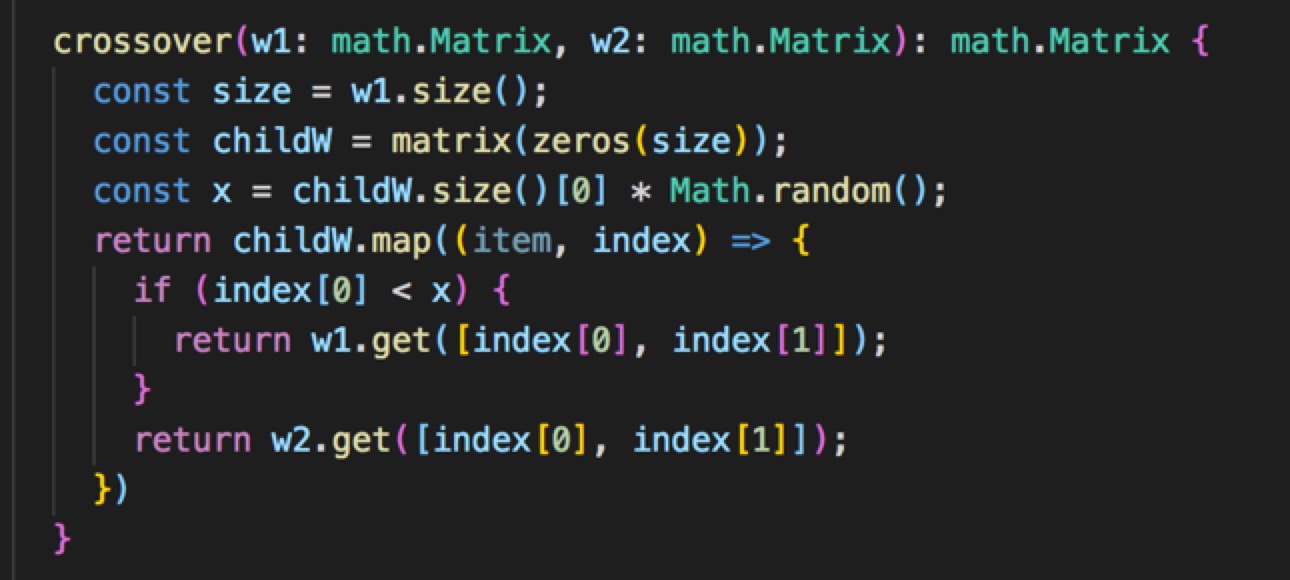 crossover(w1: math.Matrix, w2: math.Matrix): math.Matrix {
const size = w1.size();
const childW = matrix(zeros(size));
const x = childW.size()[0] * Math.random();
return childW.map((item, index) => {
if (index[0] < x) {
return w1.get([index[0], index[1]]);
}
return w2.get([index[0], index[1]]);
})
}